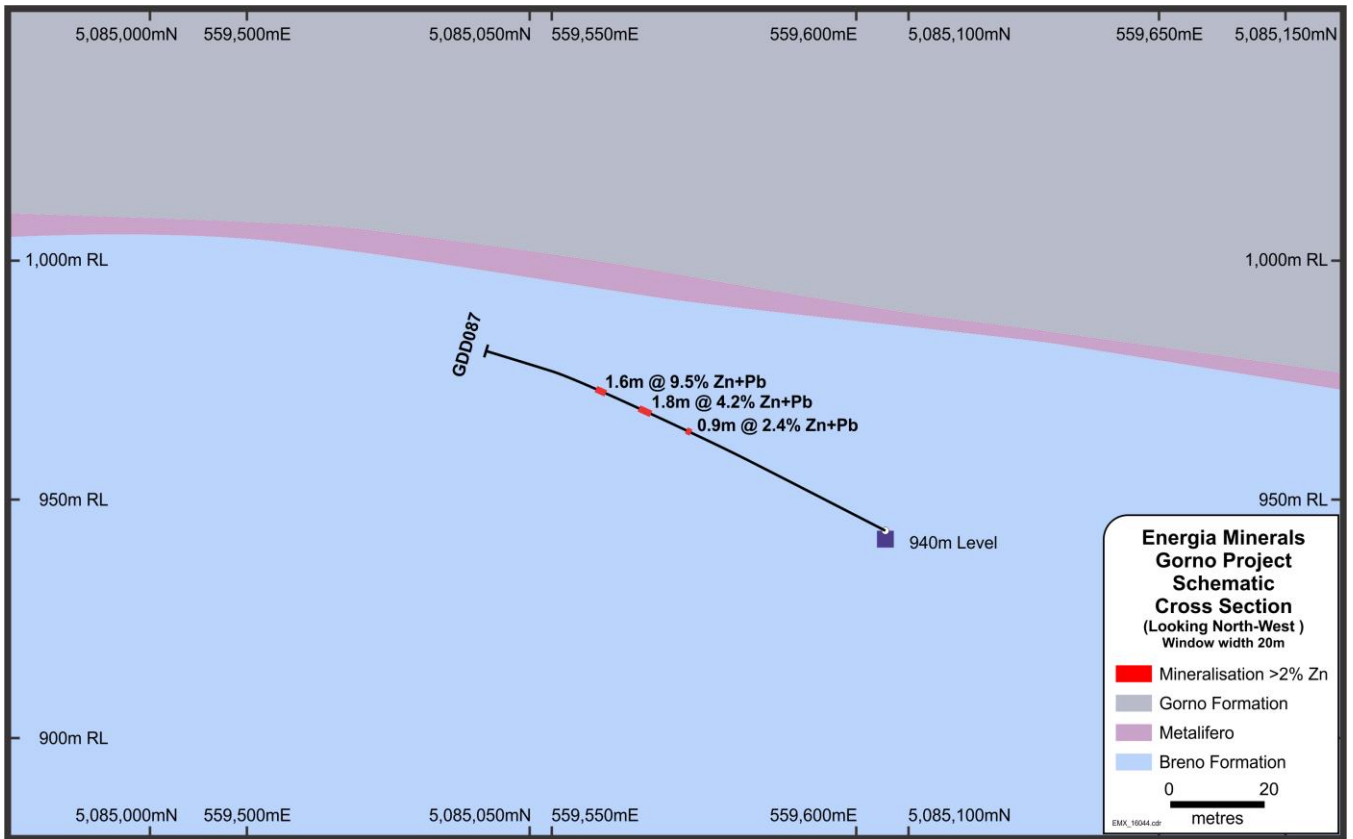 5,085,000mN 559,500mE 5,085,050mN 559,550mE 559,600mE 5,085,100mN 559,650mE 5,085,150mN
1,000m RL 1,000m RL
GDD087
1.6m @ 9.5% Zn+Pb
1.8m @ 4.2% Zn+Pb
0.9m @ 2.4% Zn+Pb
950m RL 950m RL
940m Level
900m RL
5,085,000mN 559,500mE 5,085,050mN 559,550mE 559,600mE 5,085,100mN
Energia Minerals
Gorno Project
Schematic
Cross Section
(Looking North-West )
Window width 20m
Mineralisation >2% Zn
Gorno Formation
Metalifero
Breno Formation
0 20
metres
EMX_16044.cdr